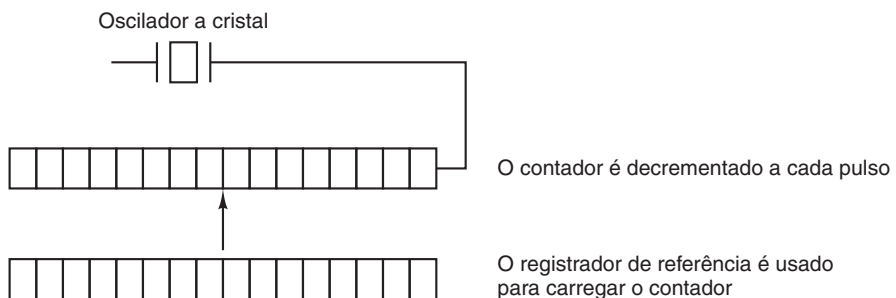 Oscilador a cristal
O contador é decrementado a cada pulso
O registrador de referência é usado
para carregar o contador